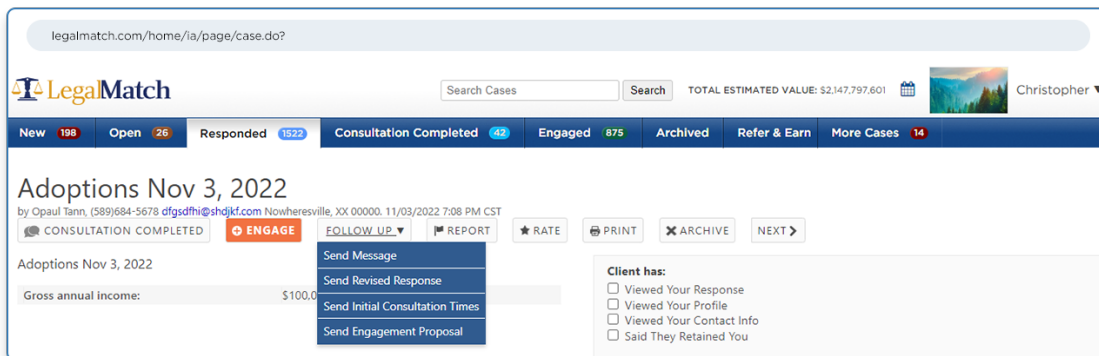 legalmatch.com/home/ia/page/case.do?
LegalMatch Search Cases Search TOTAL ESTIMATED VALUE: $2,147,797,601 Christopher ▼
New 198 Open 26 Responded 1522 Consultation Completed 42 Engaged 875 Archived Refer & Earn More Cases 14
Adoptions Nov 3, 2022
by Opaul Tann, (589)684-5678 dfgsdfhi@shdjkf.com Nowheresville, XX 00000. 11/03/2022 7:08 PM CST
CONSULTATION COMPLETED ENGAGE FOLLOW UP ▼ REPORT RATE PRINT ARCHIVE NEXT
Send Message
Send Revised Response
Send Initial Consultation Times
Send Engagement Proposal
Adoptions Nov 3, 2022
Gross annual income: $100,0
Client has:
Viewed Your Response
Viewed Your Profile
Viewed Your Contact Info
Said They Retained You